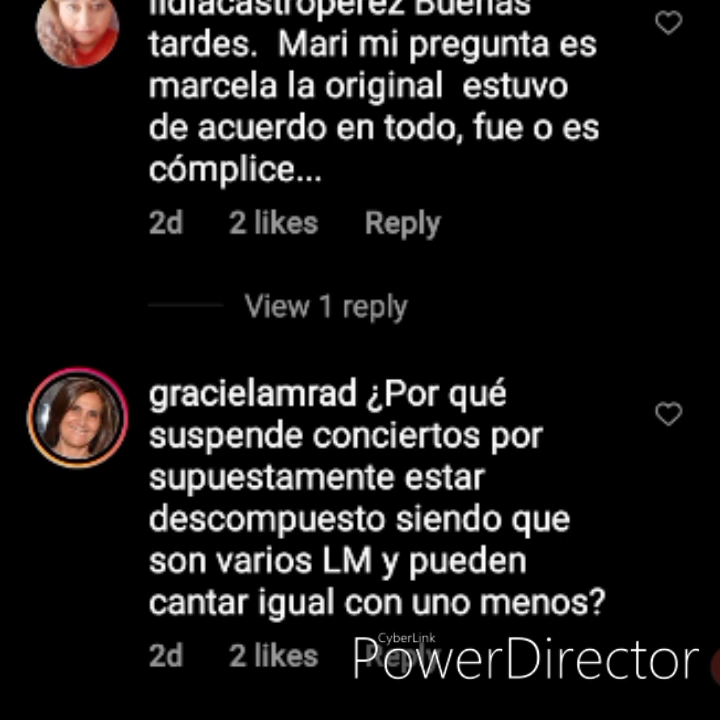 lidiacastroperez Buenas
tardes.  Mari mi pregunta es
marcela la original  estuvo
de acuerdo en todo, fue o es
cómplice...
2d 2 likes Reply
View 1 reply
gracielamrad ¿Por qué
suspende conciertos por
supuestamente estar
descompuesto siendo que
son varios LM y pueden
cantar igual con uno menos?
2d 2 likes Reply
CyberLink
PowerDirector